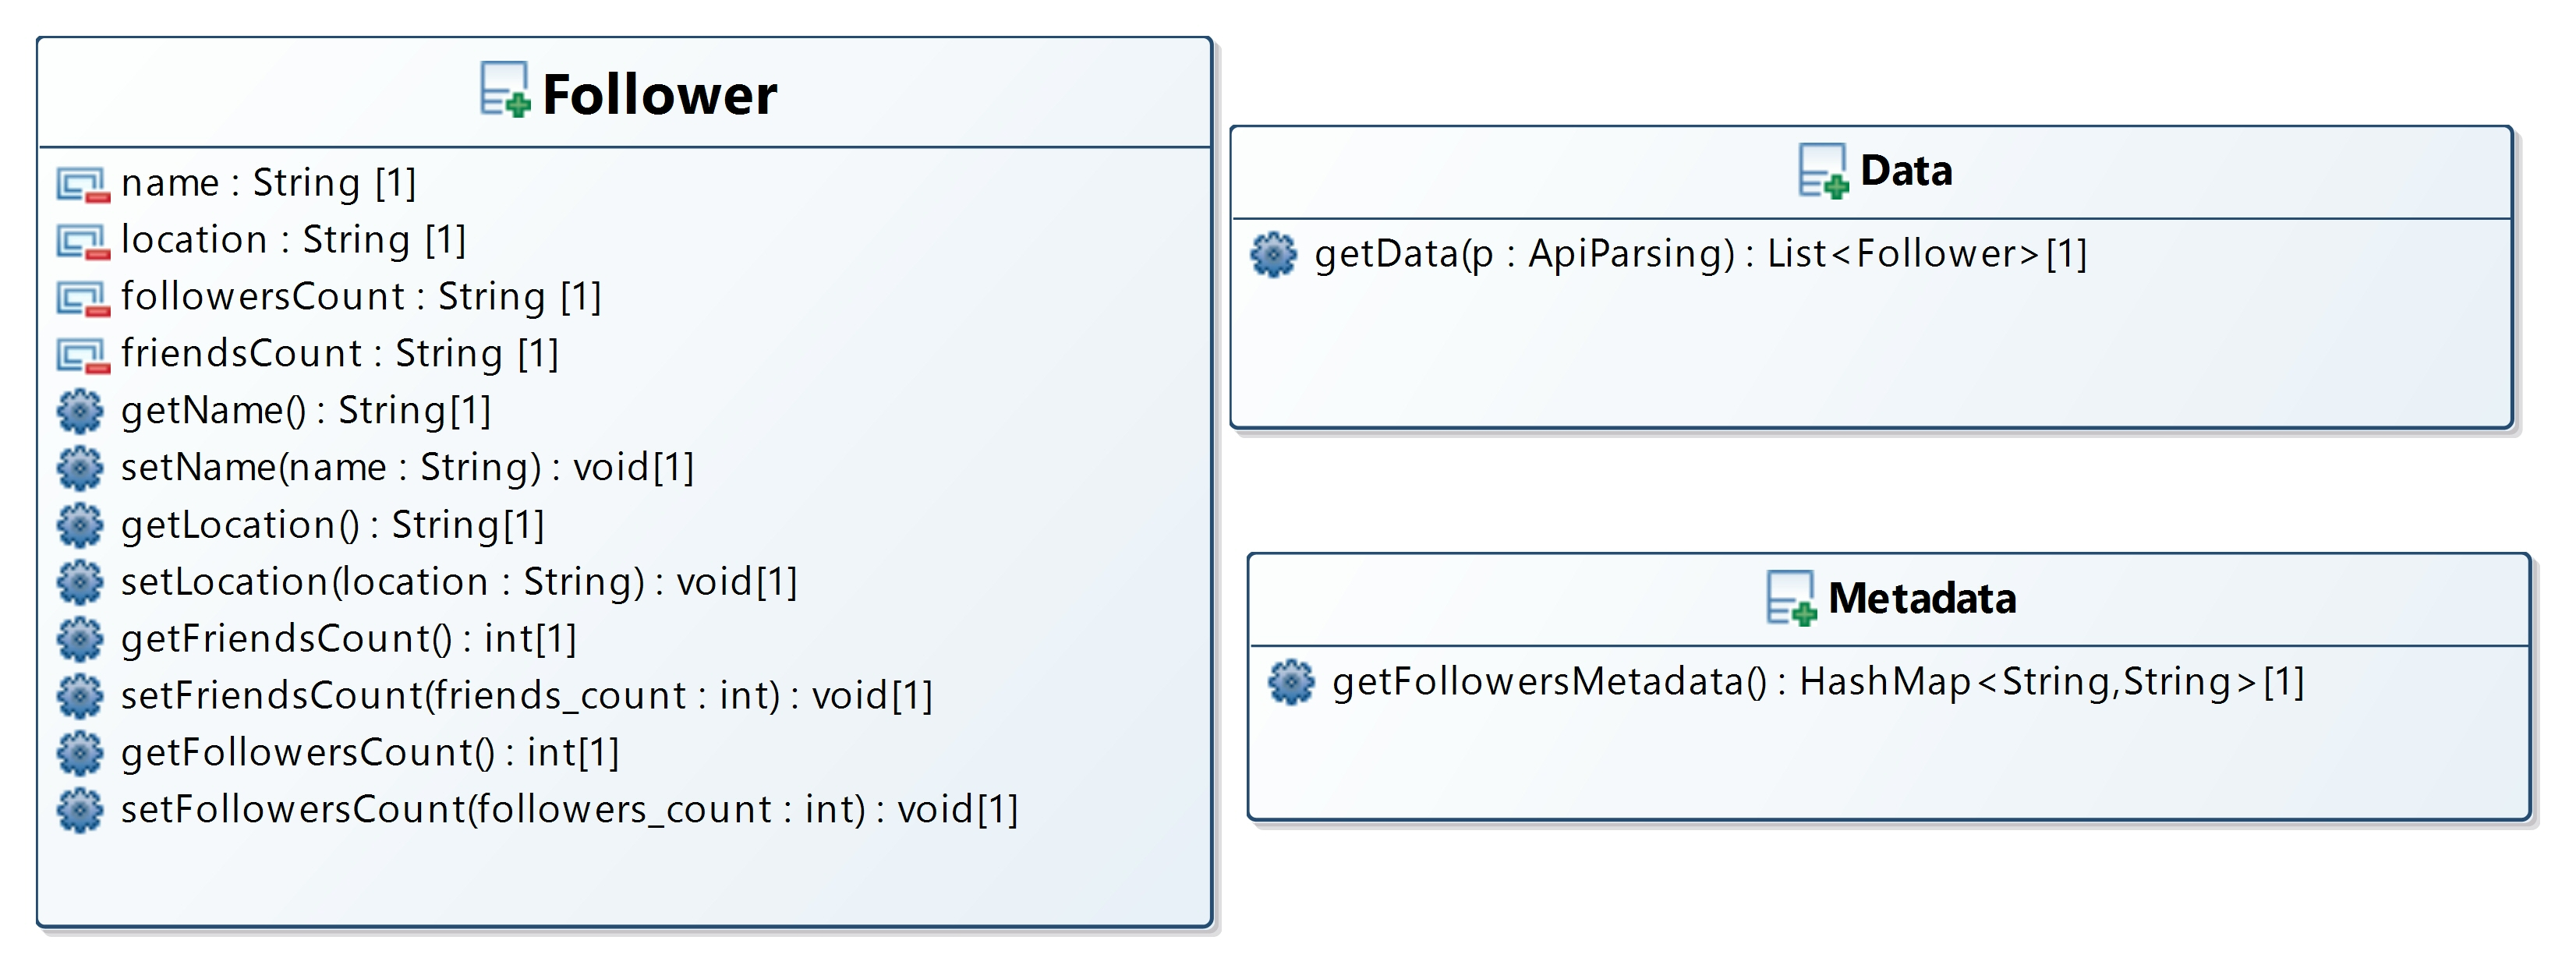 Follower
name : String [1]
location : String [1]
followersCount : String [1]
friendsCount : String [1]
getName() : String[1]
setName(name : String) : void[1]
getLocation() : String[1]
setLocation(location : String) : void[1]
getFriendsCount() : int[1]
setFriendsCount(friends_count : int) : void[1]
getFollowersCount() : int[1]
setFollowersCount(followers_count : int) : void[1]
Data
getData(p : ApiParsing) : List<Follower>[1]
Metadata
getFollowersMetadata() : HashMap<String,String>[1]